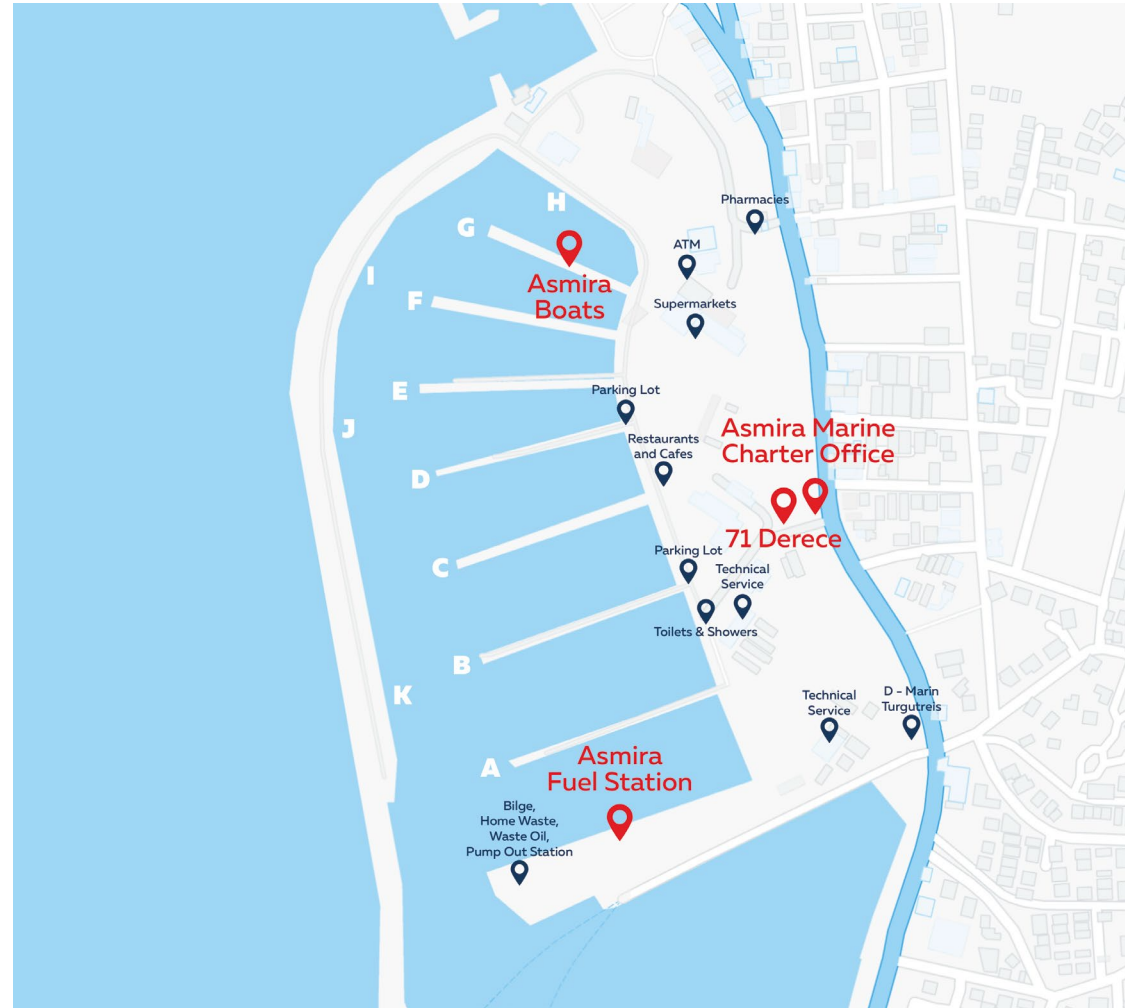 Pharmacies
H
G
ATM
Asmira
Boats
I
F
Supermarkets
E
Parking Lot
J
Asmira Marine
Charter Office
Restaurants
and Cafes
D
71 Derece
Parking Lot
C
Technical
Service
Toilets & Showers
B
K
Technical
Service
D - Marin
Turgutreis
A
Asmira
Fuel Station
Bilge,
Home Waste,
Waste Oil,
Pump Out Station